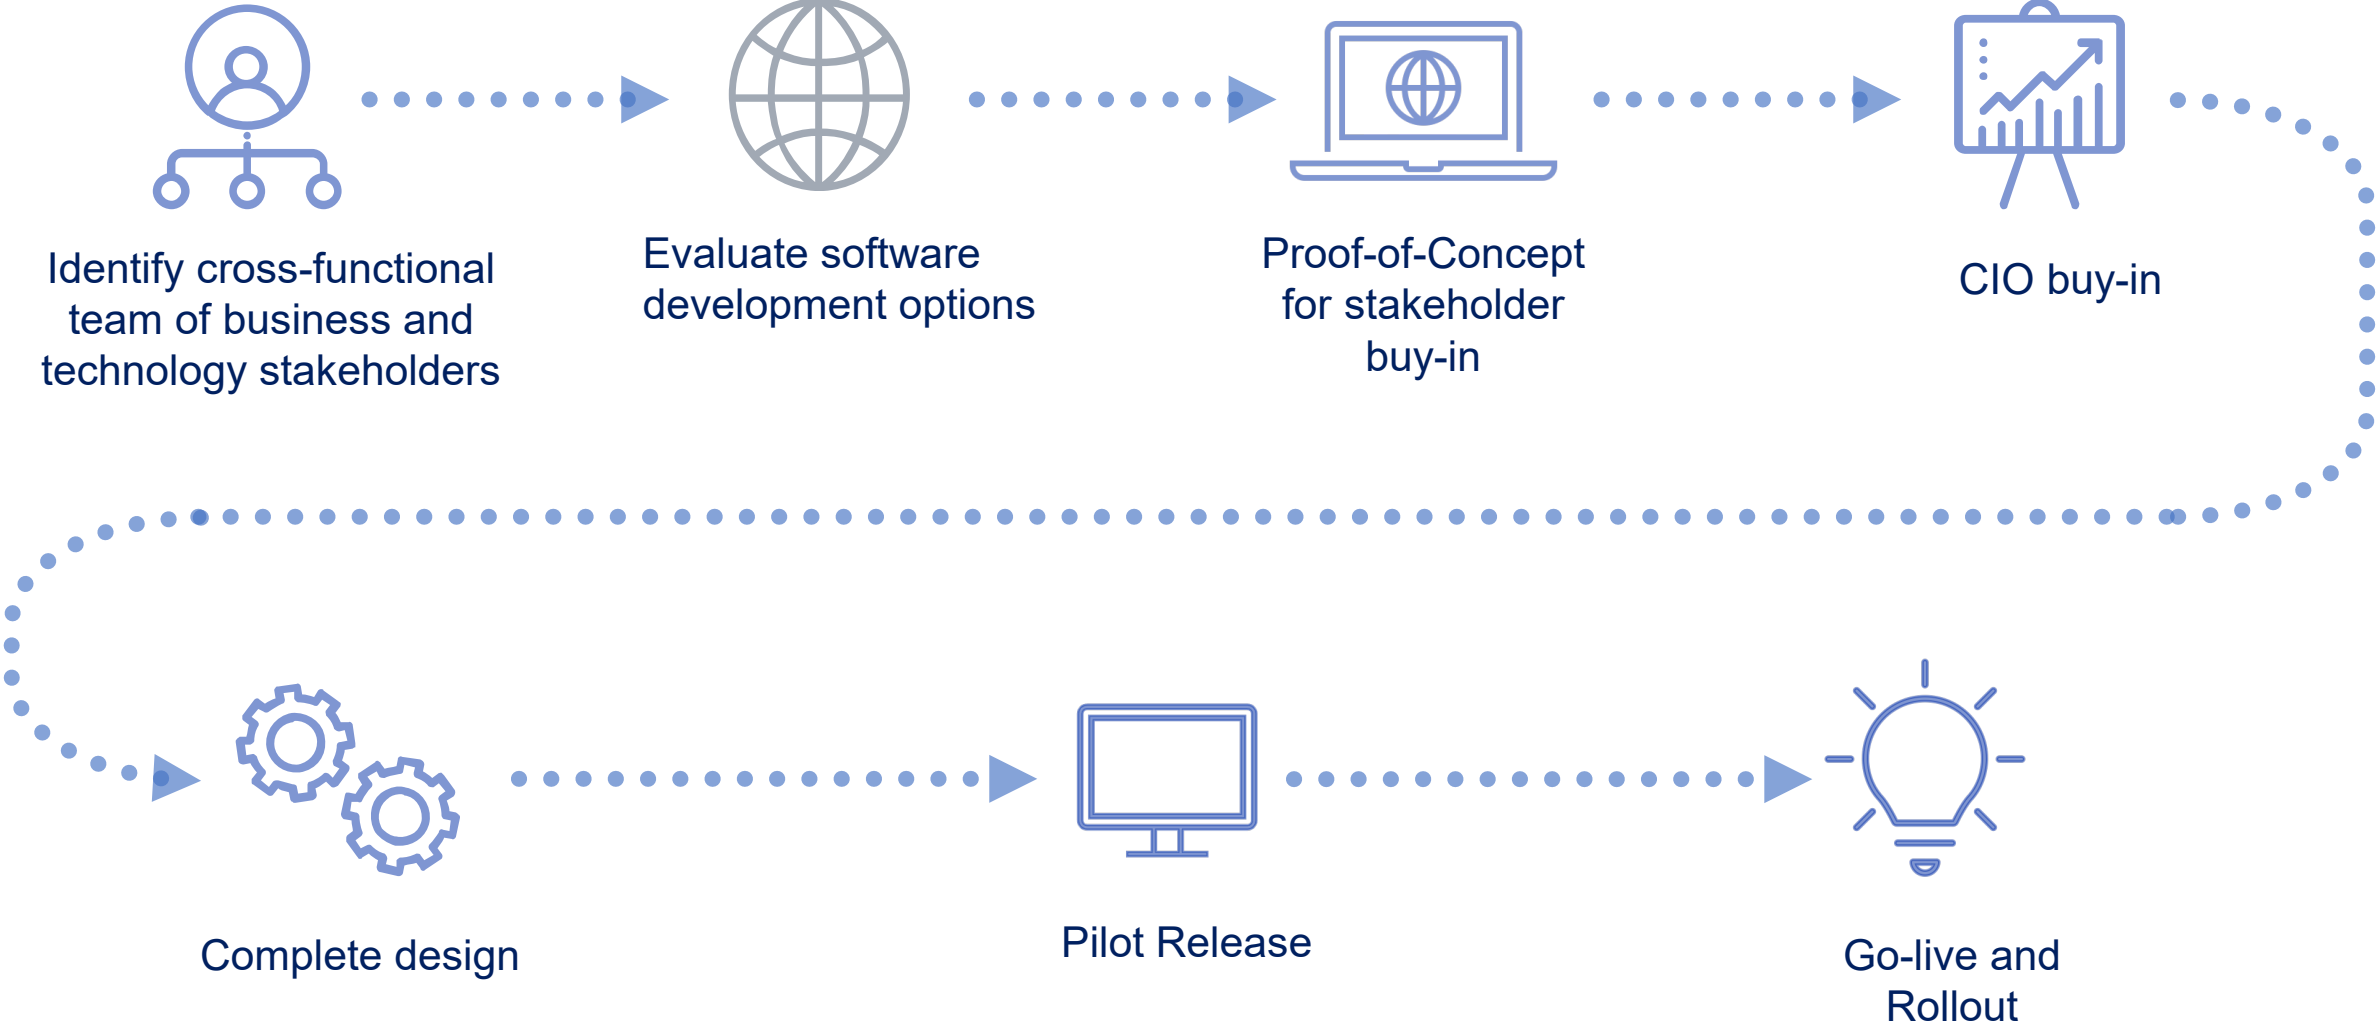 Identify cross-functional
team of business and
technology stakeholders
Evaluate software
development options
Proof-of-Concept
for stakeholder
buy-in
CIO buy-in
Complete design
Pilot Release
Go-live and
Rollout